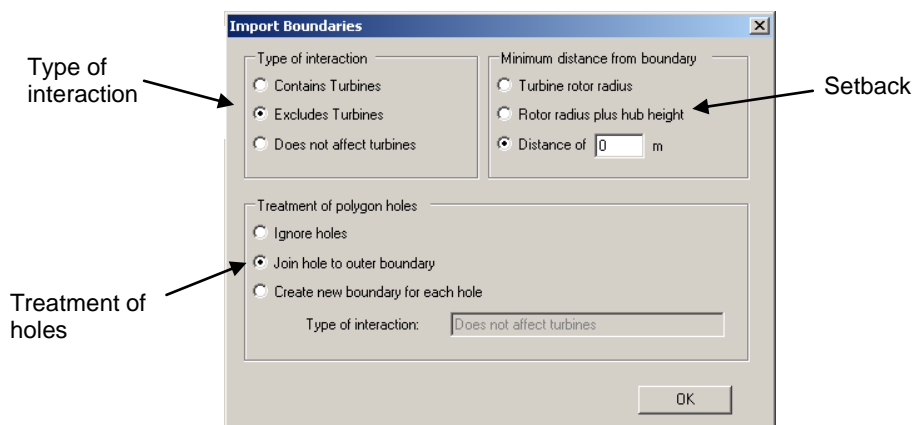 Import Boundaries
Type of interaction
Type of interaction
Contains Turbines
Excludes Turbines
Does not affect turbines
Minimum distance from boundary
Turbine rotor radius
Rotor radius plus hub height
Distance of 0 m
Setback
Treatment of polygon holes
Ignore holes
Join hole to outer boundary
Create new boundary for each hole
Type of interaction: Does not affect turbines
Treatment of
holes
OK